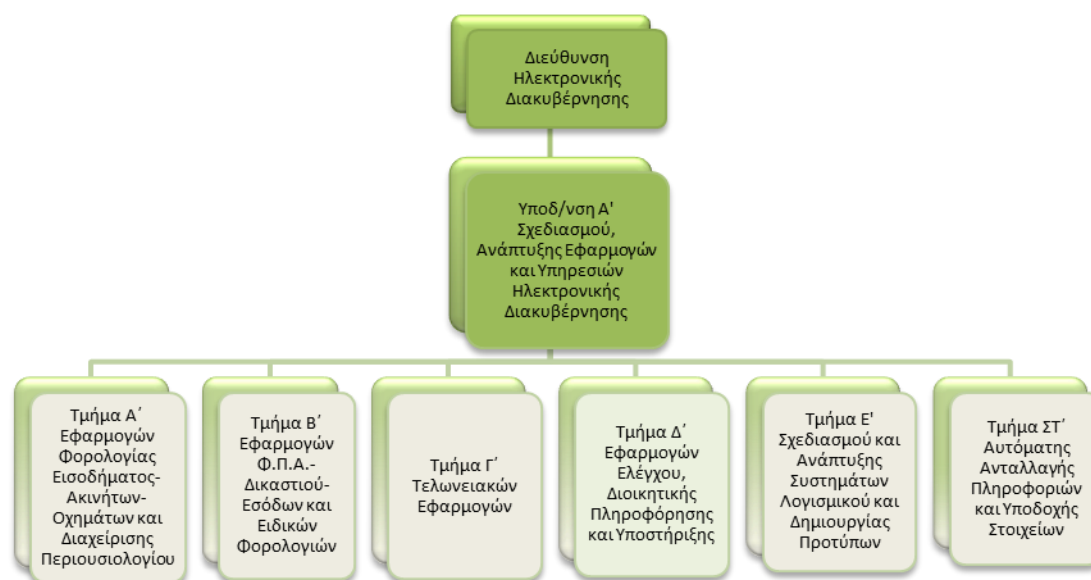 Διεύθυνση
Ηλεκτρονικής
Διακυβέρνησης
Υποδ/νση Α'
Σχεδιασμού,
Ανάπτυξης Εφαρμογών
και Υπηρεσιών
Ηλεκτρονικής
Διακυβέρνησης
Τμήμα Α΄
Εφαρμογών
Φορολογίας
Εισοδήματος-
Ακινήτων-
Οχημάτων και
Διαχείρισης
Περιουσιολογίου
Τμήμα Β΄
Εφαρμογών
Φ.Π.Α.-
Δικαστιού-
Εσόδων και
Ειδικών
Φορολογιών
Τμήμα Γ΄
Τελωνειακών
Εφαρμογών
Τμήμα Δ΄
Εφαρμογών
Ελέγχου,
Διοικητικής
Πληροφόρησης
και Υποστήριξης
Τμήμα Ε'
Σχεδιασμού και
Ανάπτυξης
Συστημάτων
Λογισμικού και
Δημιουργίας
Προτύπων
Τμήμα ΣΤ΄
Αυτόματης
Ανταλλαγής
Πληροφοριών
και Υποδοχής
Στοιχείων